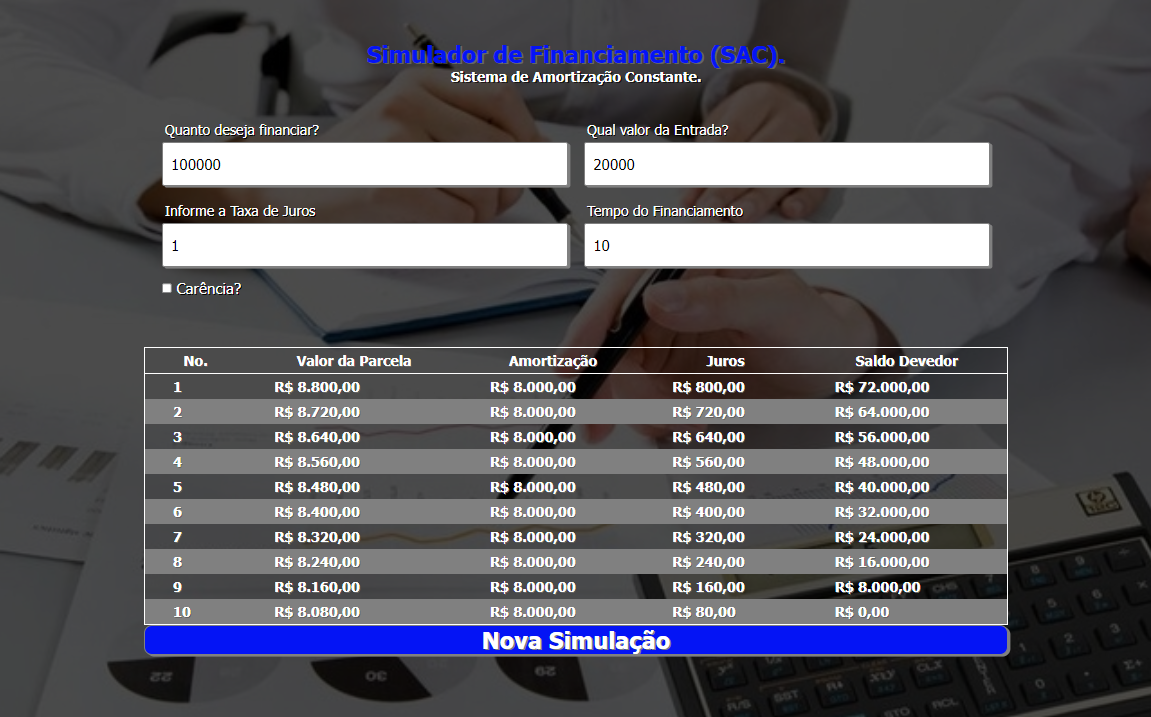 Simulador de Financiamento (SAC).
Sistema de Amortização Constante.
Quanto deseja financiar? Qual valor da Entrada?
100000 20000
Informe a Taxa de Juros Tempo do Financiamento
1 10
Carência?
No. Valor da Parcela Amortização Juros Saldo Devedor
1 R$ 8.800,00 R$ 8.000,00 R$ 800,00 R$ 72.000,00
2 R$ 8.720,00 R$ 8.000,00 R$ 720,00 R$ 64.000,00
3 R$ 8.640,00 R$ 8.000,00 R$ 640,00 R$ 56.000,00
4 R$ 8.560,00 R$ 8.000,00 R$ 560,00 R$ 48.000,00
5 R$ 8.480,00 R$ 8.000,00 R$ 480,00 R$ 40.000,00
6 R$ 8.400,00 R$ 8.000,00 R$ 400,00 R$ 32.000,00
7 R$ 8.320,00 R$ 8.000,00 R$ 320,00 R$ 24.000,00
8 R$ 8.240,00 R$ 8.000,00 R$ 240,00 R$ 16.000,00
9 R$ 8.160,00 R$ 8.000,00 R$ 160,00 R$ 8.000,00
10 R$ 8.080,00 R$ 8.000,00 R$ 80,00 R$ 0,00
Nova Simulação